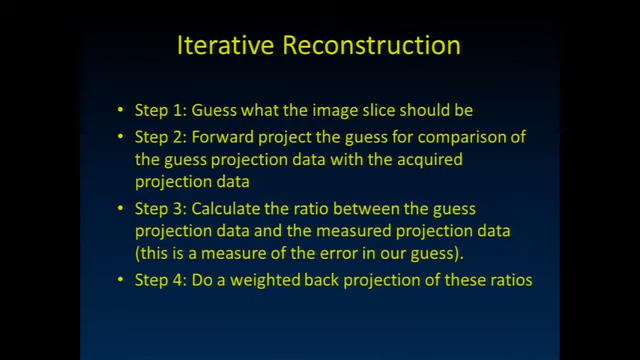 Iterative Reconstruction
• Step 1: Guess what the image slice should be
• Step 2: Forward project the guess for comparison of
the guess projection data with the acquired
projection data
• Step 3: Calculate the ratio between the guess
projection data and the measured projection data
(this is a measure of the error in our guess).
• Step 4: Do a weighted back projection of these ratios